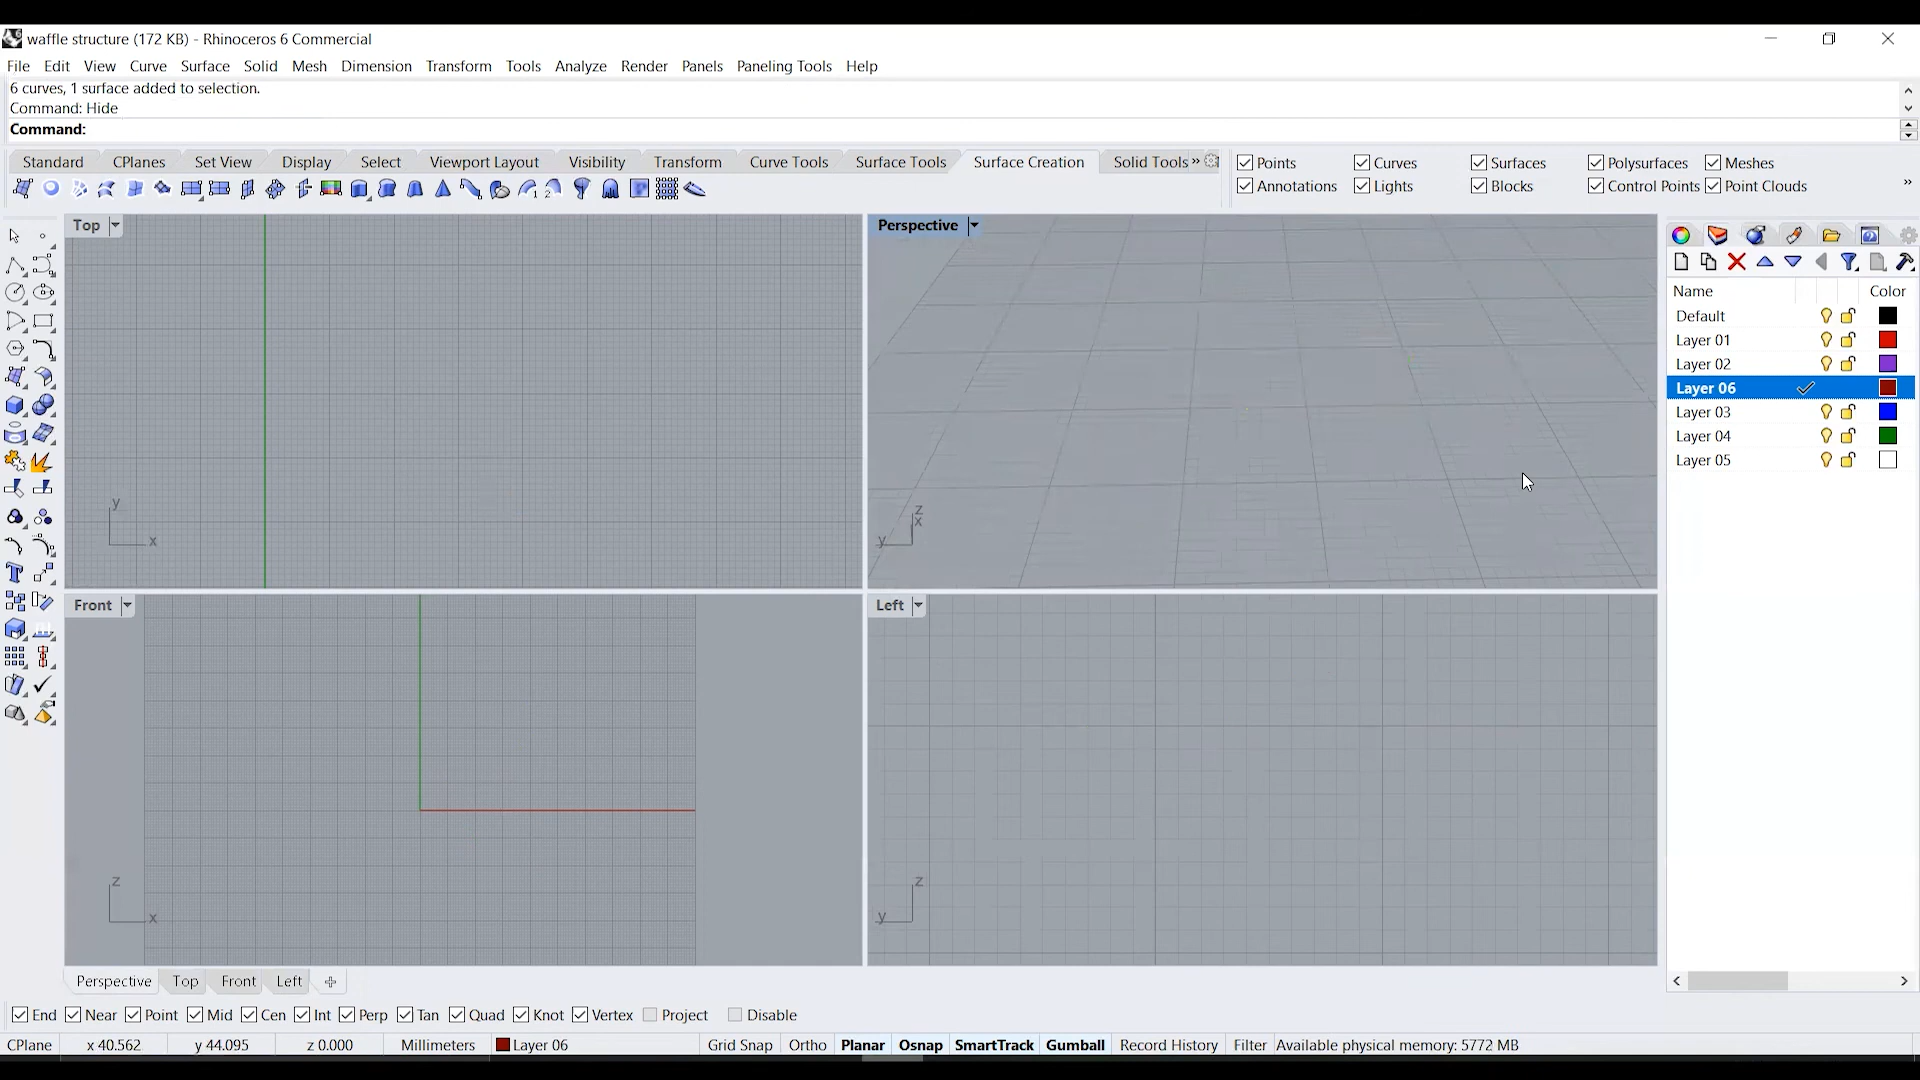 waffle structure (172 KB) - Rhinoceros 6 Commercial
File Edit View Curve Surface Solid Mesh Dimension Transform Tools Analyze Render Panels Paneling Tools Help
6 curves, 1 surface added to selection.
Command: Hide
Command:
Standard CPlanes Set View Display Select Viewport Layout Visibility Transform Curve Tools Surface Tools Surface Creation Solid Tools »
Points Curves Surfaces Polysurfaces Meshes
Annotations Lights Blocks Control Points Point Clouds »
Top Perspective
Name Color
Default
Layer 01
Layer 02
Layer 06
Layer 03
Layer 04
Layer 05
y x
z x y
Front Left
z x
z y
Perspective Top Front Left
End Near Point Mid Cen Int Perp Tan Quad Knot Vertex Project Disable
CPlane x 40.562 y 44.095 z 0.000 Millimeters Layer 06 Grid Snap Ortho Planar Osnap SmartTrack Gumball Record History Filter Available physical memory: 5772 MB